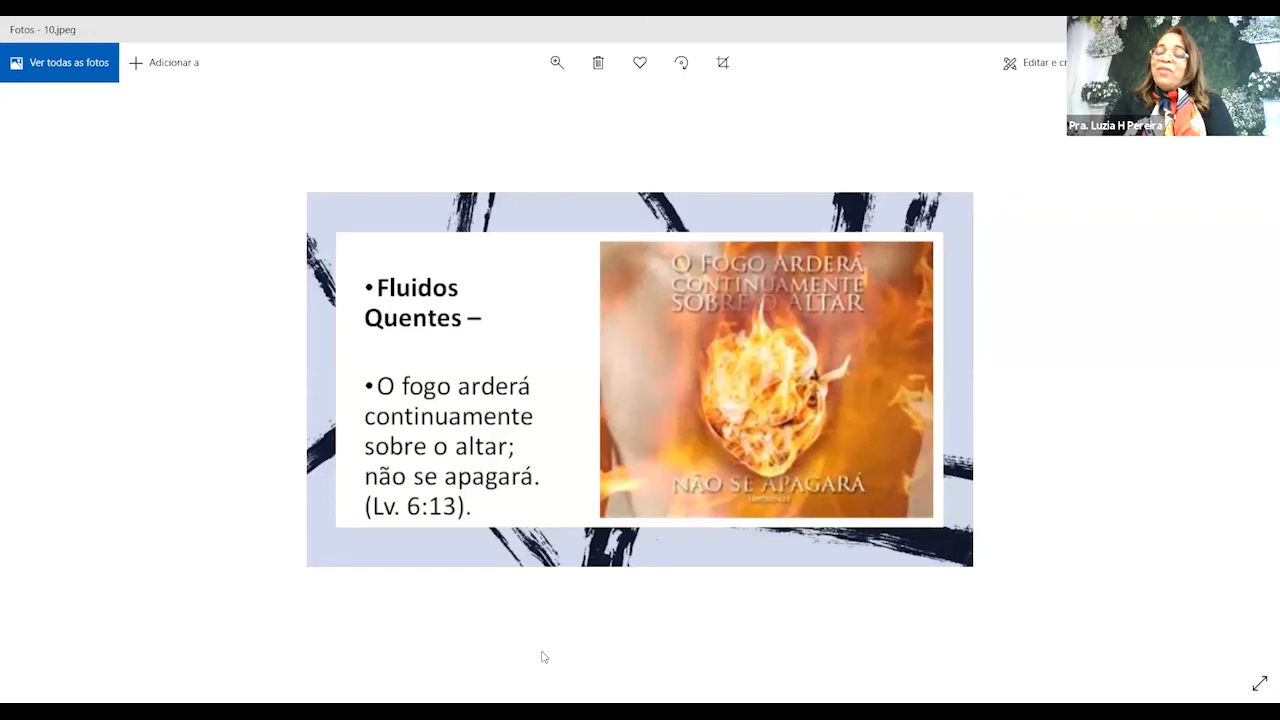 Fotos - 10.jpeg
Ver todas as fotos
Adicionar a
Editar e cr
Pra. Luzia H Pereira
•Fluidos
Quentes –
•O fogo arderá
continuamente
sobre o altar;
não se apagará.
(Lv. 6:13).
O FOGO ARDERÁ
CONTINUAMENTE
SOBRE O ALTAR
NÃO SE APAGARÁ